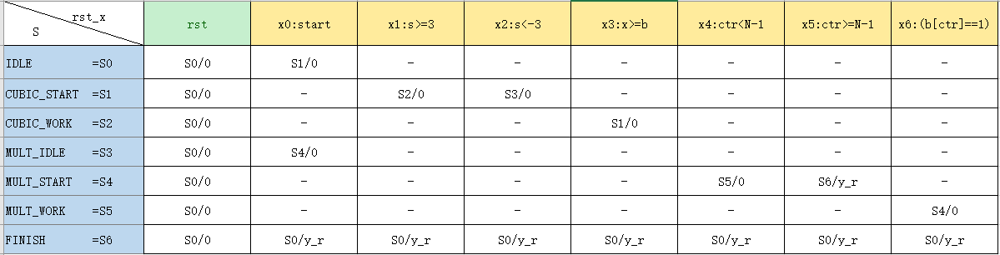 rst_x
S
rst x0:start x1:s>=3 x2:s<-3 x3:x>=b x4:ctr<N-1 x5:ctr>=N-1 x6:(b[ctr]==1)
IDLE =S0 S0/0 S1/0 - - - - - -
CUBIC_START =S1 S0/0 - S2/0 S3/0 - - - -
CUBIC_WORK =S2 S0/0 - - - S1/0 - - -
MULT_IDLE =S3 S0/0 S4/0 - - - - - -
MULT_START =S4 S0/0 - - - - S5/0 S6/y_r -
MULT_WORK =S5 S0/0 - - - - - - S4/0
FINISH =S6 S0/0 S0/y_r S0/y_r S0/y_r S0/y_r S0/y_r S0/y_r S0/y_r